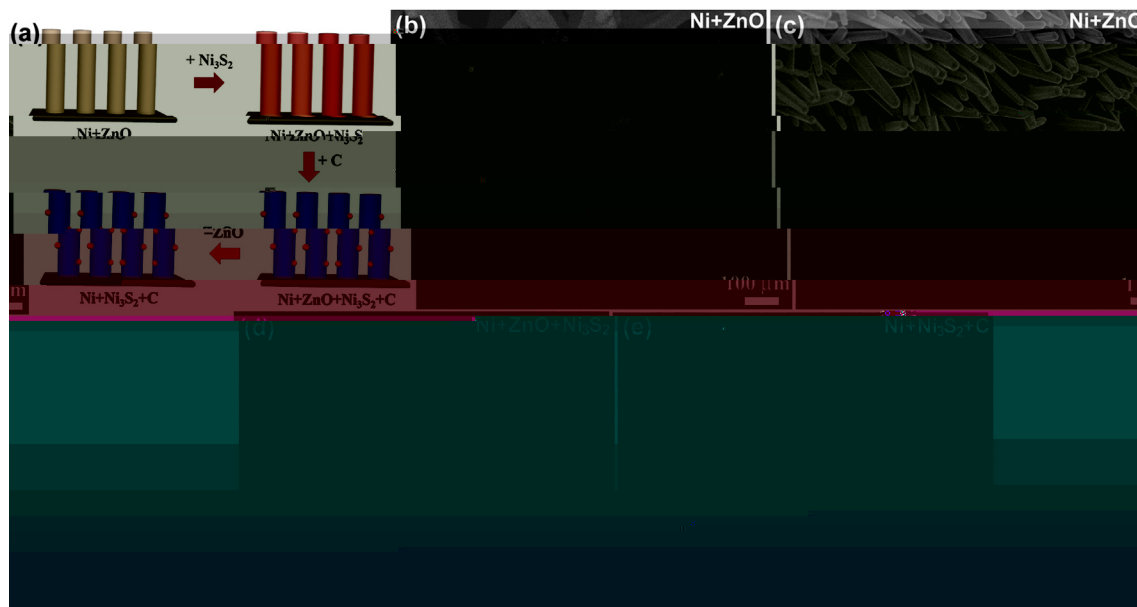 (a)
+ Ni₃S₂
Ni+ZnO
Ni+ZnO+Ni₃S₂
+ C
−ZnO
Ni+Ni₃S₂+C
Ni+ZnO+Ni₃S₂+C
(b)
Ni+ZnO
100 μm
(c)
Ni+ZnO
(d)
Ni+ZnO+Ni₃S₂
(e)
Ni+Ni₃S₂+C